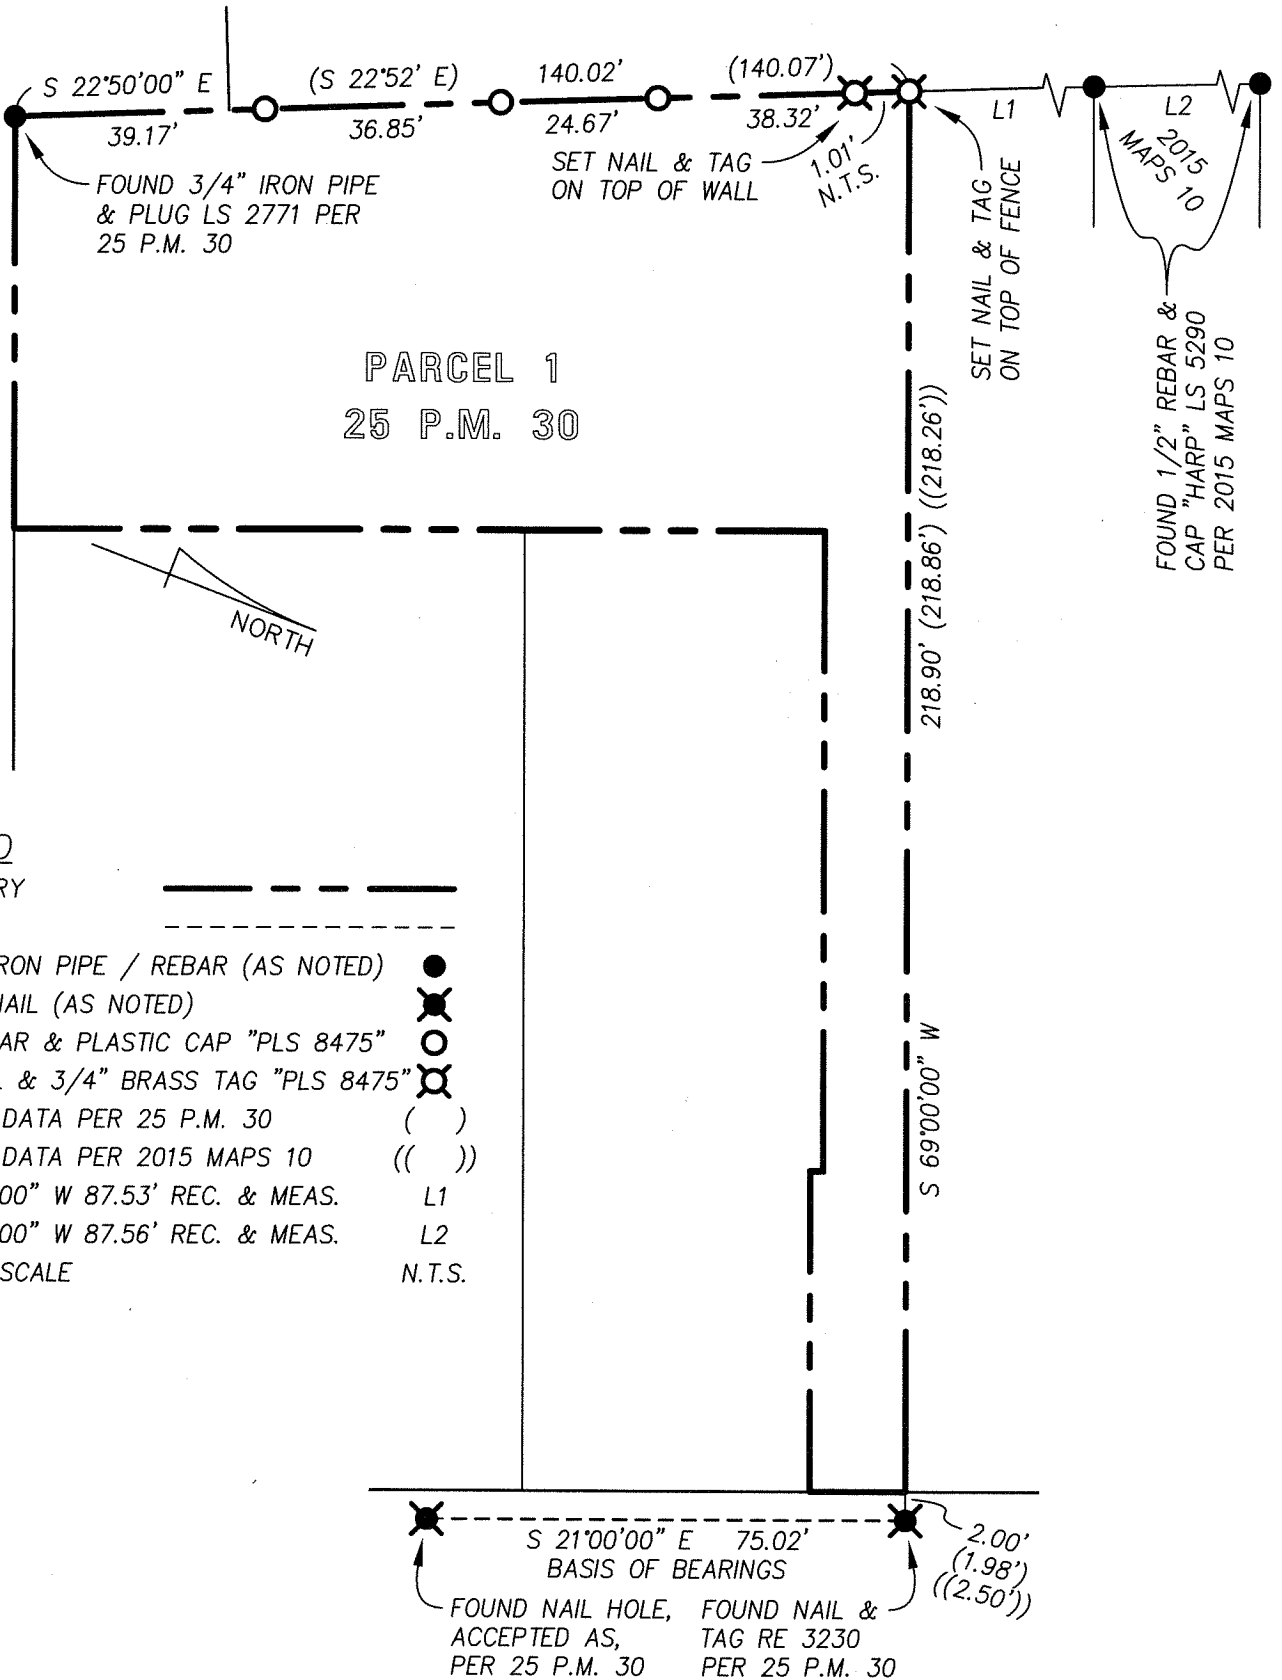 S 22°50'00" E
(S 22°52' E)
140.02'
(140.07')
39.17'
36.85'
24.67'
38.32'
1.01'
N.T.S.
L1
L2
2015
MAPS 10
FOUND 3/4" IRON PIPE
& PLUG LS 2771 PER
25 P.M. 30
SET NAIL & TAG
ON TOP OF WALL
SET NAIL & TAG
ON TOP OF FENCE
FOUND 1/2" REBAR &
CAP "HARP" LS 5290
PER 2015 MAPS 10
PARCEL 1
25 P.M. 30
218.90' (218.86') ((218.26'))
NORTH
D
RY
RON PIPE / REBAR (AS NOTED)
NAIL (AS NOTED)
AR & PLASTIC CAP "PLS 8475"
L & 3/4" BRASS TAG "PLS 8475"
DATA PER 25 P.M. 30 ( )
DATA PER 2015 MAPS 10 (( ))
00" W 87.53' REC. & MEAS. L1
00" W 87.56' REC. & MEAS. L2
SCALE N.T.S.
S 69°00'00" W
S 21°00'00" E 75.02'
BASIS OF BEARINGS
2.00'
(1.98')
((2.50'))
FOUND NAIL HOLE,
ACCEPTED AS,
PER 25 P.M. 30
FOUND NAIL &
TAG RE 3230
PER 25 P.M. 30